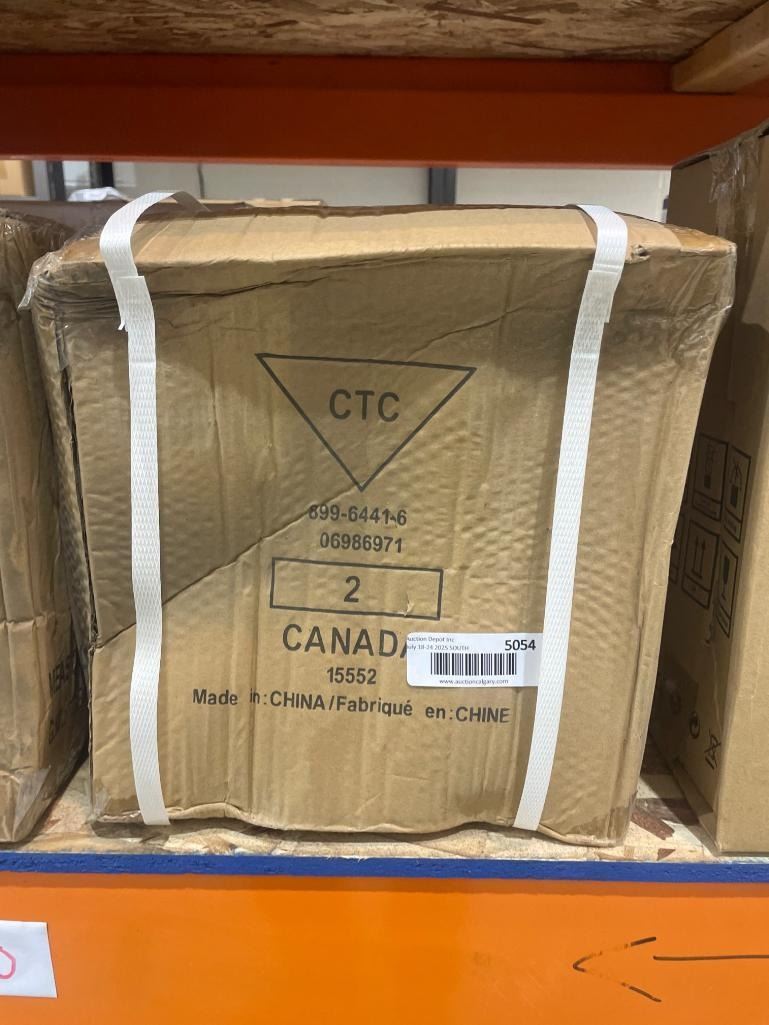 CTC
899-6441-6
06986971
2
CANADA
15552
Made in:CHINA/Fabriqué en:CHINE
Auction Depot Inc
July 18-24 2025 SOUTH
5054
www.auctioncalgary.com